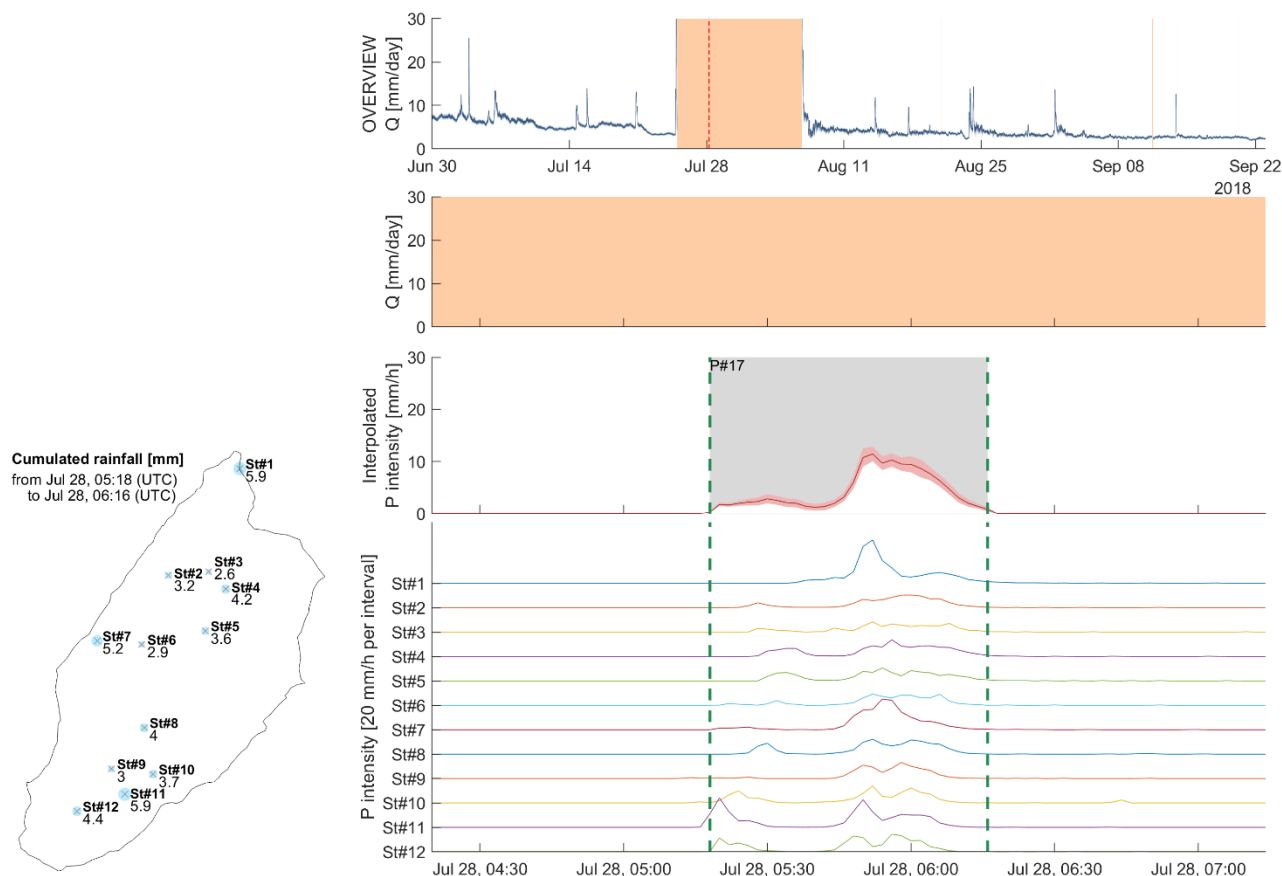 OVERVIEW
Q [mm/day]
30
20
10
0
Jun 30
Jul 14
Jul 28
Aug 11
Aug 25
Sep 08
Sep 22
2018
Q [mm/day]
30
20
10
0
Interpolated
P intensity [mm/h]
30
20
10
0
P#17
Cumulated rainfall [mm]
from Jul 28, 05:18 (UTC)
to Jul 28, 06:16 (UTC)
St#1
5.9
St#2
3.2
St#3
2.6
St#4
4.2
St#5
3.6
St#6
2.9
St#7
5.2
St#8
4
St#9
3
St#10
3.7
St#11
5.9
St#12
4.4
P intensity [20 mm/h per interval]
St#1
St#2
St#3
St#4
St#5
St#6
St#7
St#8
St#9
St#10
St#11
St#12
Jul 28, 04:30
Jul 28, 05:00
Jul 28, 05:30
Jul 28, 06:00
Jul 28, 06:30
Jul 28, 07:00